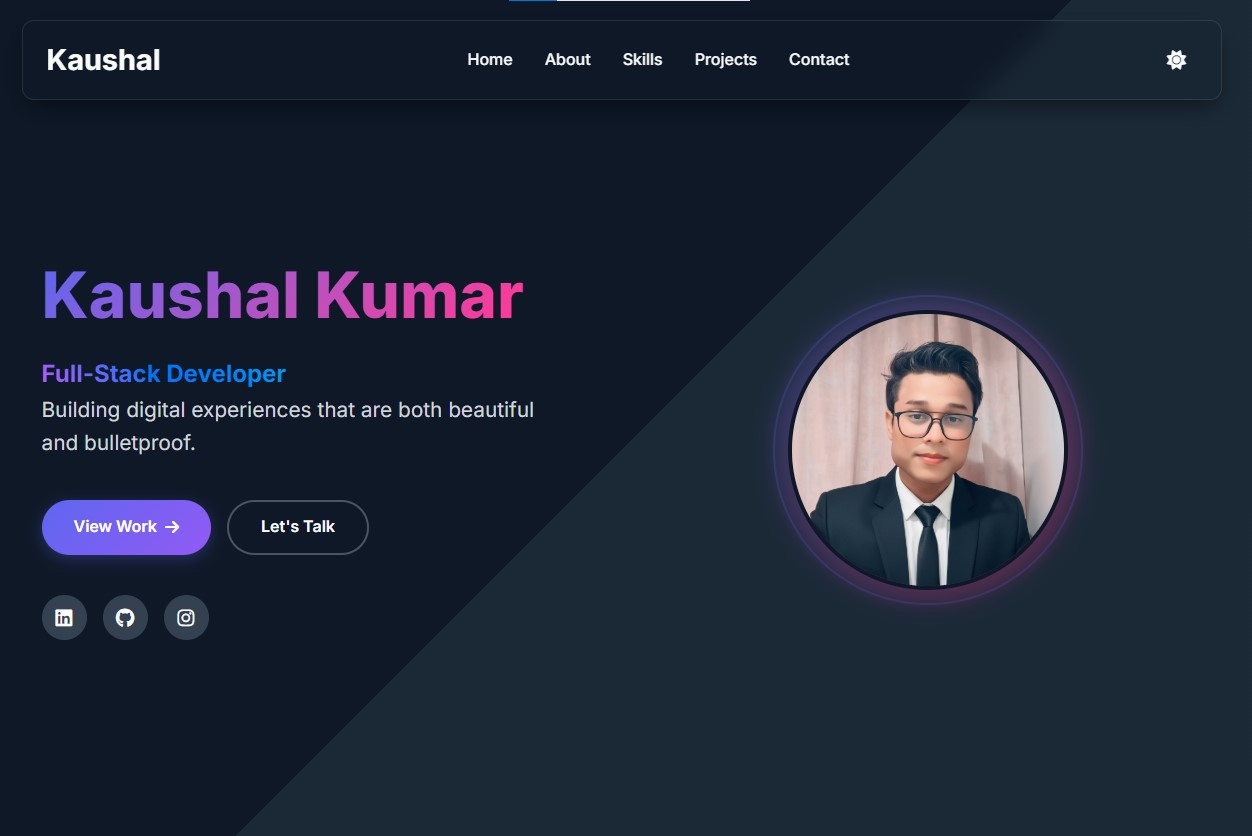 Kaushal
Home About Skills Projects Contact
Kaushal Kumar
Full-Stack Developer
Building digital experiences that are both beautiful
and bulletproof.
View Work → Let's Talk
in